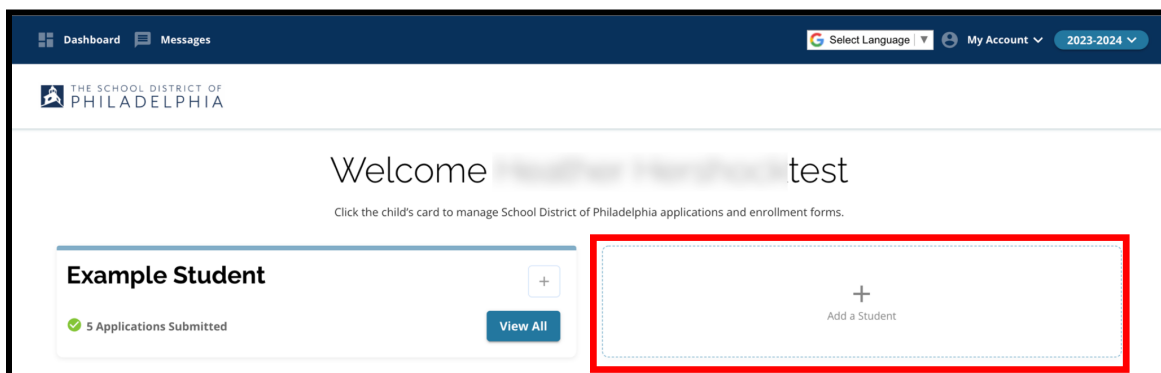 Dashboard Messages Select Language ▼ My Account 2023-2024
THE SCHOOL DISTRICT OF
PHILADELPHIA
Welcome test
Click the child's card to manage School District of Philadelphia applications and enrollment forms.
Example Student +
5 Applications Submitted View All
+
Add a Student